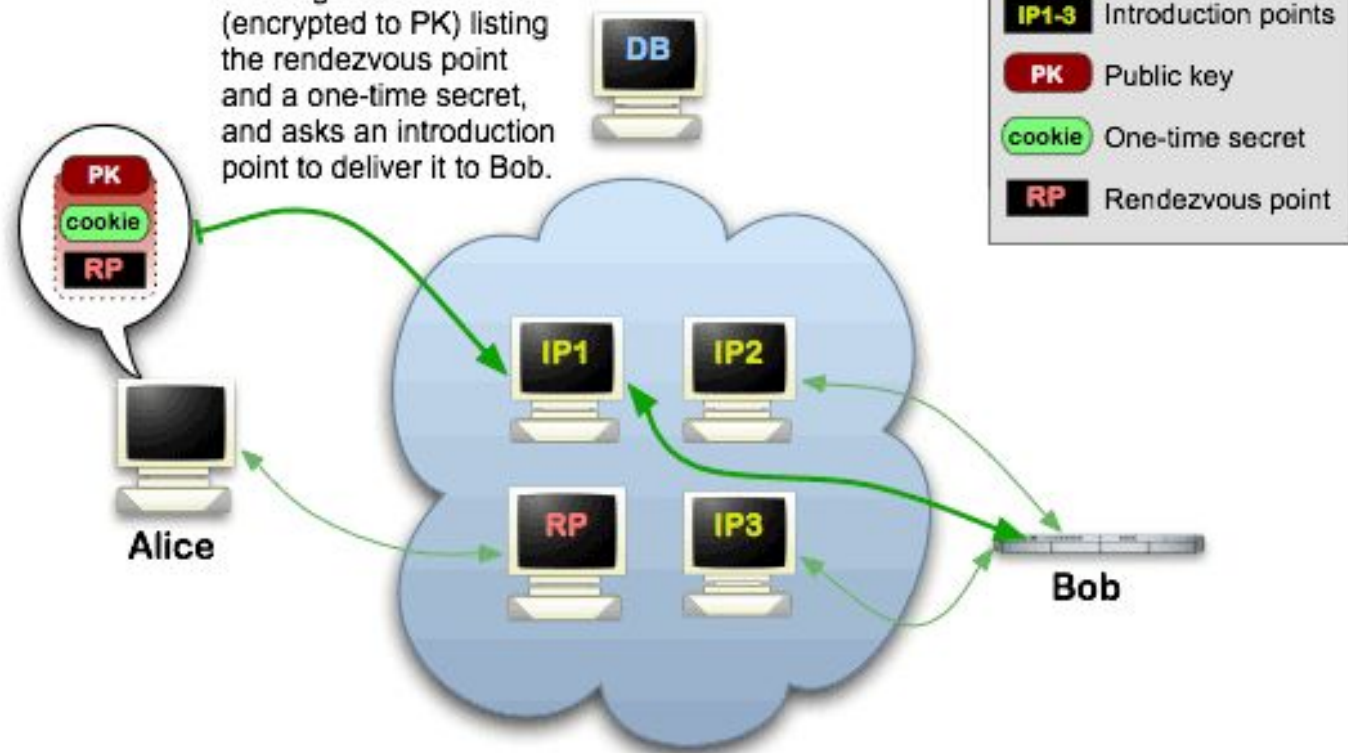 (encrypted to PK) listing
the rendezvous point
and a one-time secret,
and asks an introduction
point to deliver it to Bob.
DB
IP1-3 Introduction points
PK Public key
cookie One-time secret
RP Rendezvous point
PK
cookie
RP
IP1
IP2
RP
IP3
Alice
Bob